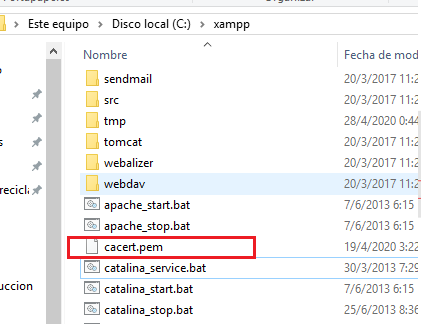 Organizar
Este equipo > Disco local (C:) > xampp
Nombre Fecha de mod
sendmail 20/3/2017 11:2
src 20/3/2017 11:2
tmp 28/4/2020 0:44
tomcat 20/3/2017 11:2
webalizer 20/3/2017 11:2
webdav 20/3/2017 11:2
apache_start.bat 7/6/2013 6:15
apache_stop.bat 7/6/2013 6:15
recicla cacert.pem 19/4/2020 3:22
catalina_service.bat 30/3/2013 7:29
uccion catalina_start.bat 7/6/2013 6:15
catalina_stop.bat 25/6/2013 8:36